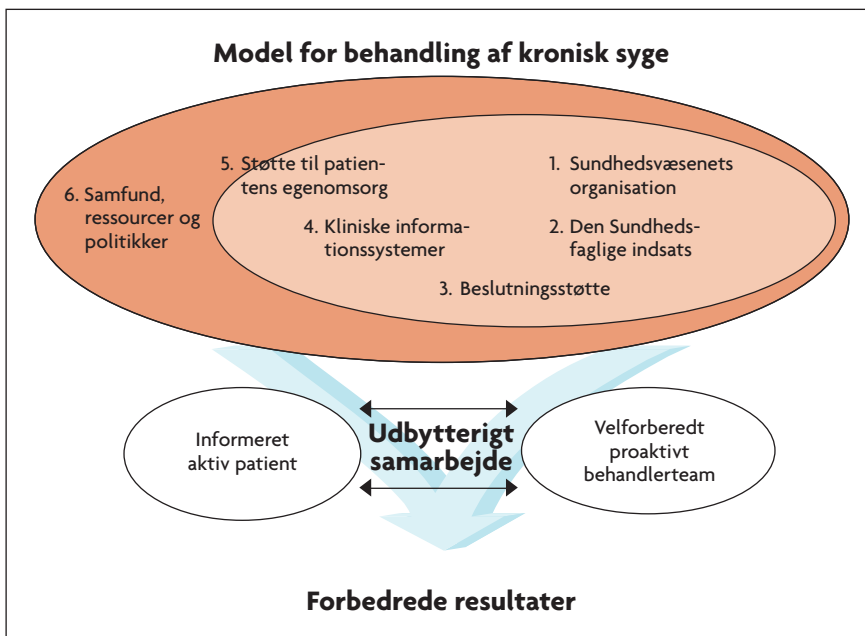 Model for behandling af kronisk syge
5. Støtte til patien-
tens egenomsorg
1. Sundhedsvæsenets
organisation
6. Samfund,
ressourcer og
politikker
4. Kliniske informa-
tionssystemer
2. Den Sundheds-
faglige indsats
3. Beslutningsstøtte
Informeret
aktiv patient
Udbytterigt
samarbejde
Velforberedt
proaktivt
behandlerteam
Forbedrede resultater